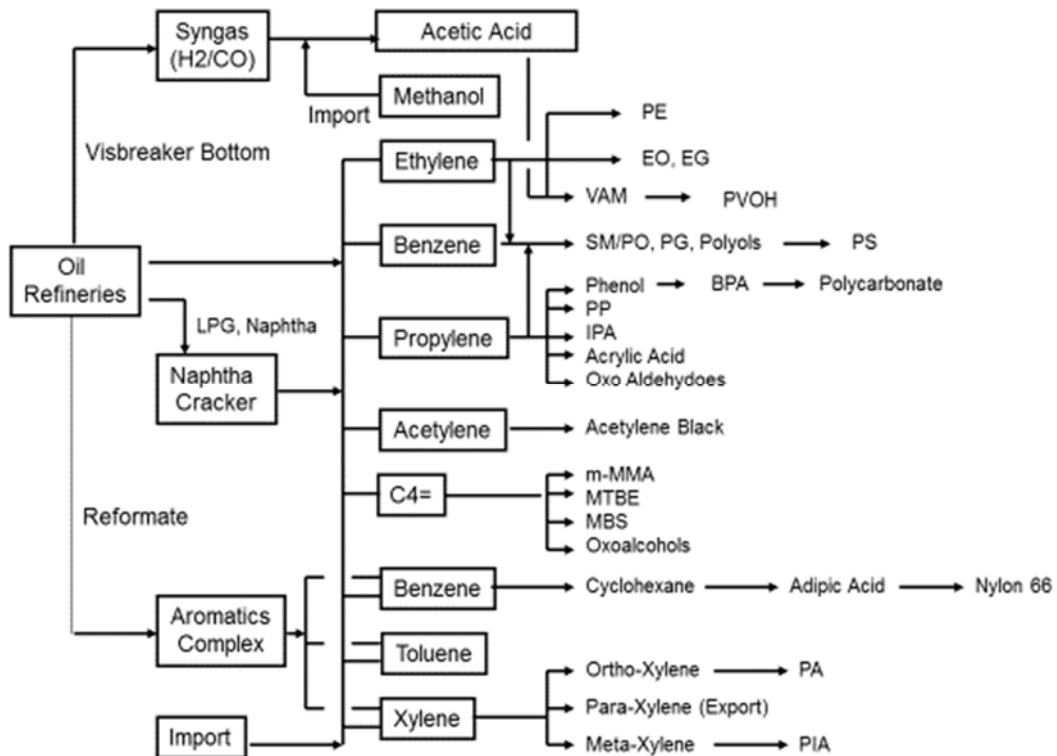 Syngas
(H2/CO)
Acetic Acid
Methanol
Import
PE
Visbreaker Bottom
Ethylene
EO, EG
VAM
PVOH
Benzene
SM/PO, PG, Polyols
PS
Oil
Refineries
Phenol
BPA
Polycarbonate
PP
LPG, Naphtha
Propylene
IPA
Acrylic Acid
Oxo Aldehydoes
Naphtha
Cracker
Acetylene
Acetylene Black
m-MMA
C4=
MTBE
MBS
Oxoalcohols
Reformate
Benzene
Cyclohexane
Adipic Acid
Nylon 66
Aromatics
Complex
Toluene
Ortho-Xylene
PA
Xylene
Para-Xylene (Export)
Import
Meta-Xylene
PIA